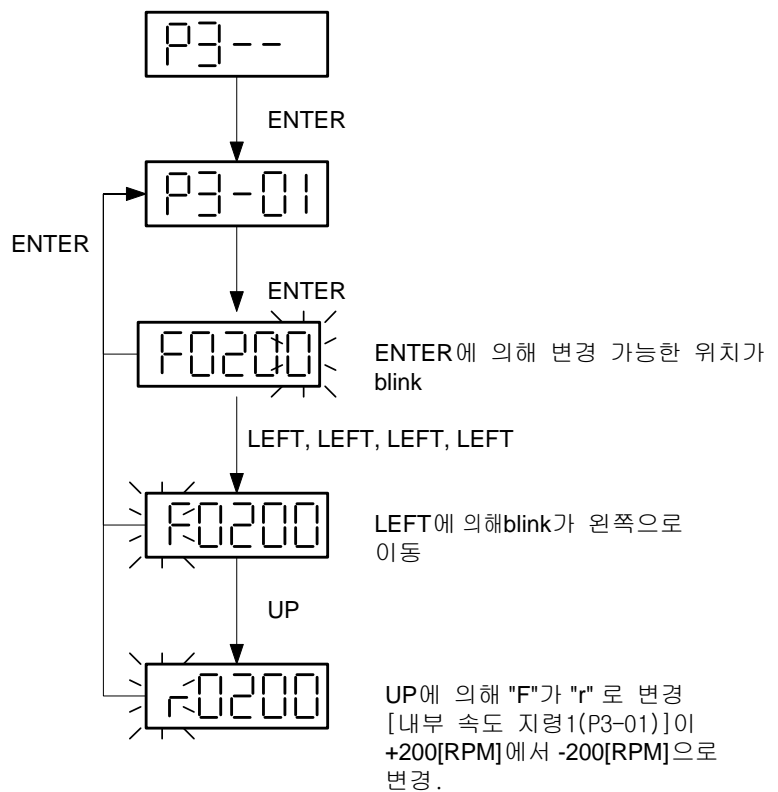 P3--
ENTER
P3-01
ENTER
ENTER
F0200
ENTER에 의해 변경 가능한 위치가
blink
LEFT, LEFT, LEFT, LEFT
F0200
LEFT에 의해blink가 왼쪽으로
이동
UP
r0200
UP에 의해 "F"가 "r" 로 변경
[내부 속도 지령1(P3-01)]이
+200[RPM]에서 -200[RPM]으로
변경.